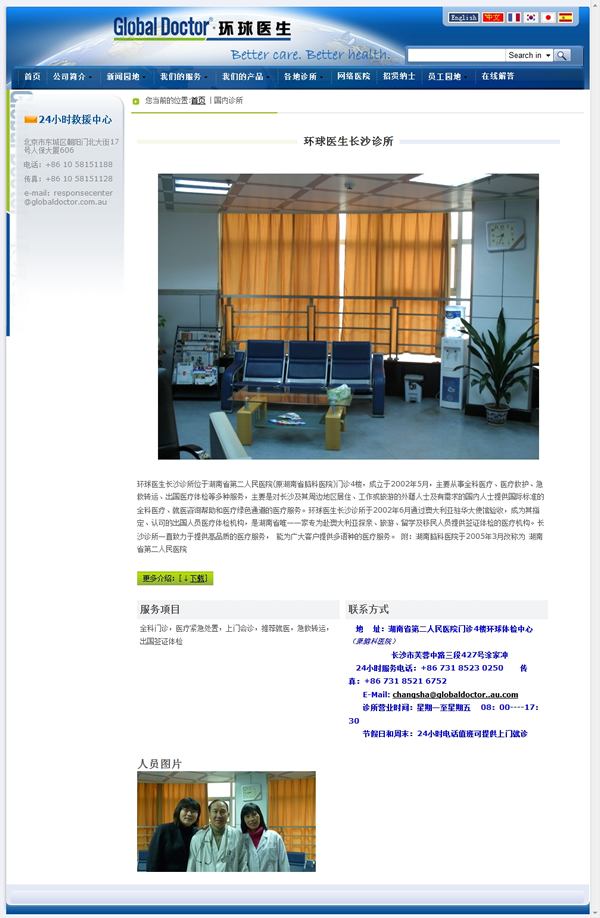 Global Doctor® · 环球医生
English
中文
Better care. Better health.
Search in
首页 公司简介 新闻园地 我们的服务 我们的产品 各地诊所 网络医院 招贤纳士 员工园地 在线解答
您当前的位置:首页 | 国内诊所
24小时救援中心
北京市东城区朝阳门北大街17
号人保大厦606
电话: +86 10 58151188
传真: +86 10 58151128
e-mail: responsecenter
@globaldoctor.com.au
环球医生长沙诊所
环球医生长沙诊所位于湖南省第二人民医院(原湖南省脑科医院)门诊4楼，成立于2002年5月，主要从事全科医疗、医疗救护、急
救转运、出国医疗体检等多种服务，主要是对长沙及其周边地区居住、工作或旅游的外籍人士及有需求的国内人士提供国际标准的
全科医疗、就医咨询帮助和医疗绿色通道的医疗服务。环球医生长沙诊所于2002年6月通过澳大利亚驻华大使馆验收，成为其指
定、认可的出国人员医疗体检机构，是湖南省唯一一家专为赴澳大利亚探亲、旅游、留学及移民人员提供签证体检的医疗机构。长
沙诊所一直致力于提供高品质的医疗服务， 能为广大客户提供多语种的医疗服务。 附：湖南脑科医院于2005年3月改称为 湖南
省第二人民医院
更多介绍：[↓下载]
服务项目
全科门诊，医疗紧急处置，上门会诊，推荐就医，急救转运，
出国签证体检
联系方式
地 址：湖南省第二人民医院门诊4楼环球体检中心
（原脑科医院）
长沙市芙蓉中路三段427号涂家冲
24小时服务电话：+86 731 8523 0250 传
真：+86 731 8521 6752
E-Mail: changsha@globaldoctor..au.com
诊所营业时间：星期一至星期五 08：00----17：
30
节假日和周末：24小时电话值班可提供上门就诊
人员图片